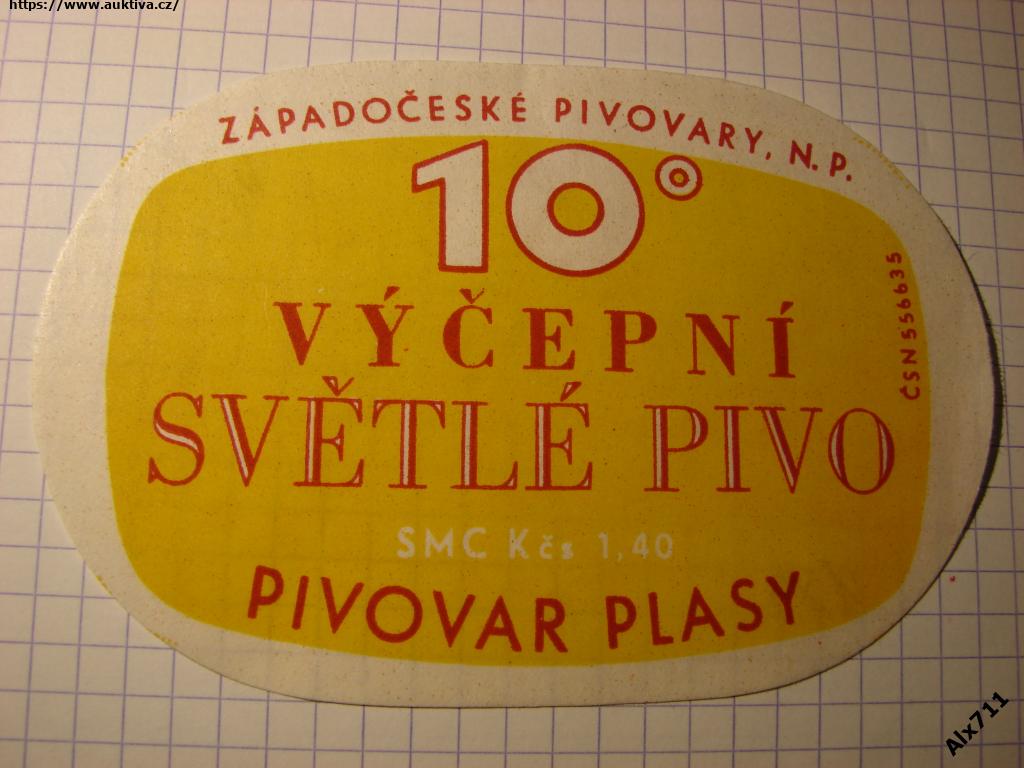 https://www.auktiva.cz/
ZÁPADOČESKÉ PIVOVARY, N.P.
10°
VÝČEPNÍ
SVĚTLÉ PIVO
SMC Kčs 1,40
PIVOVAR PLASY
ČSN 556635
Alx711